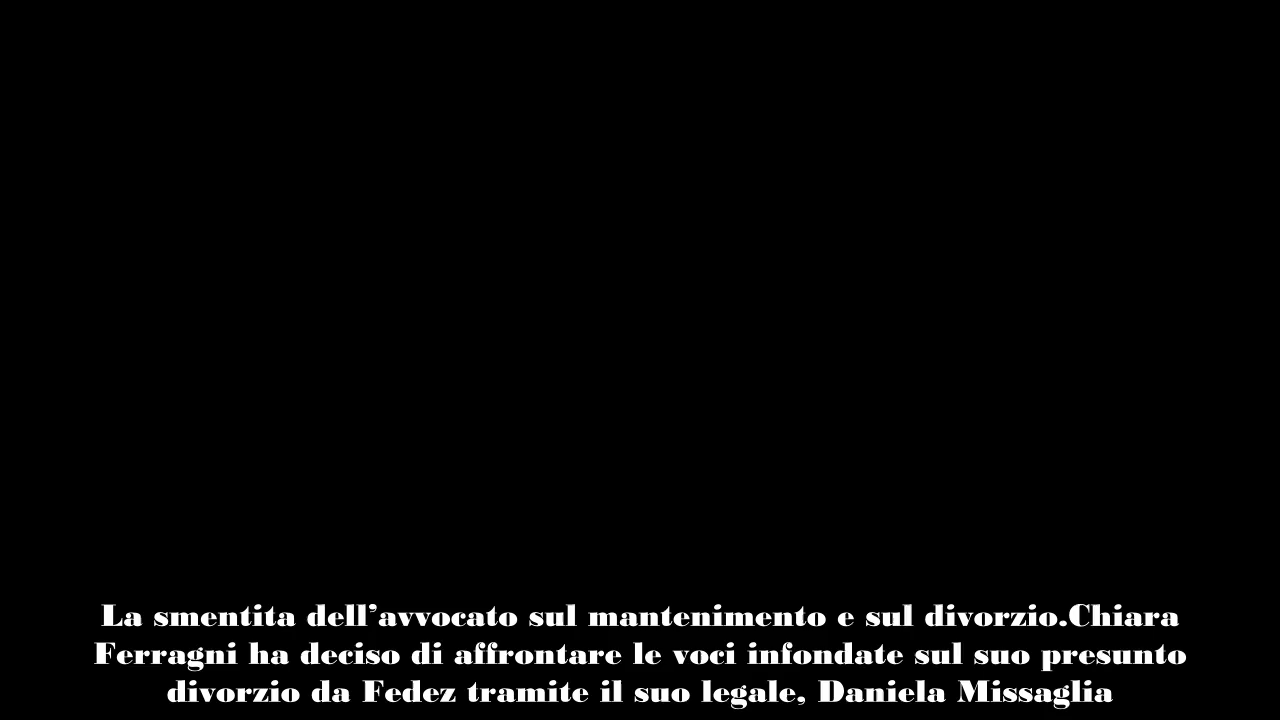 La smentita dell’avvocato sul mantenimento e sul divorzio.Chiara
Ferragni ha deciso di affrontare le voci infondate sul suo presunto
divorzio da Fedez tramite il suo legale, Daniela Missaglia